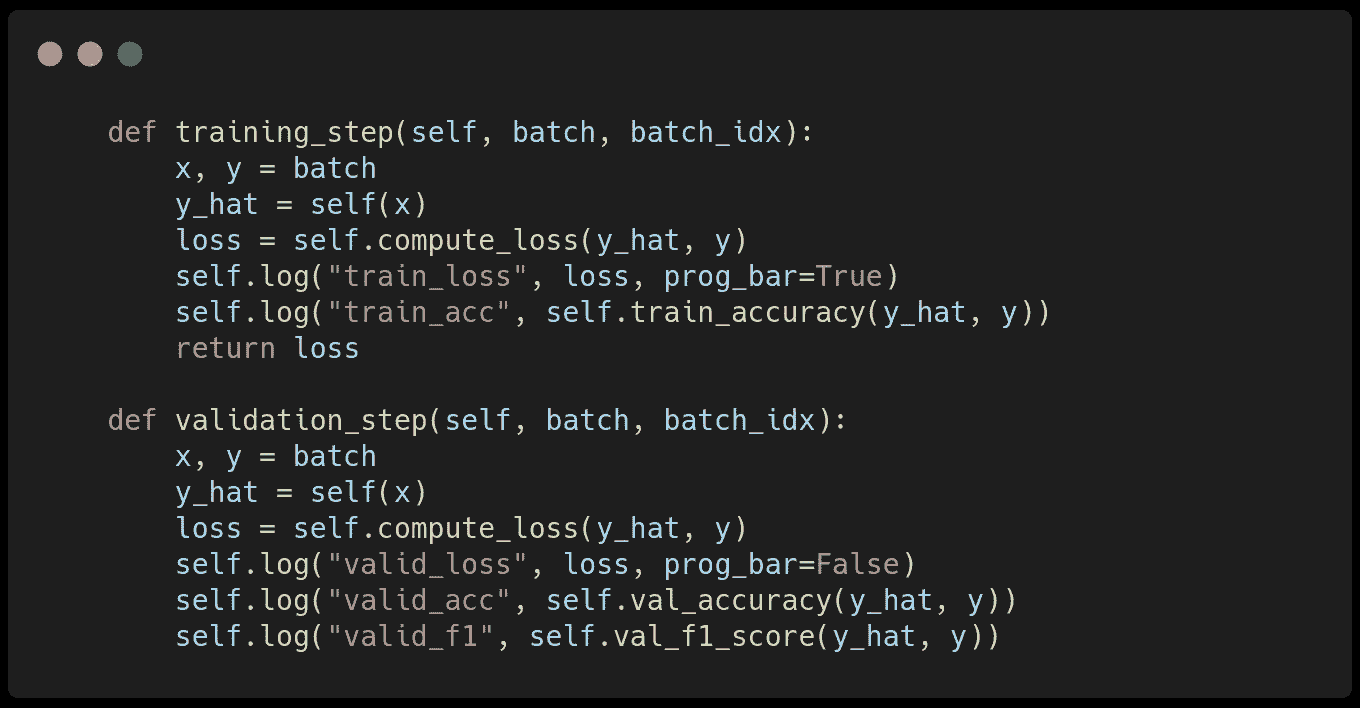 def training_step(self, batch, batch_idx):
    x, y = batch
    y_hat = self(x)
    loss = self.compute_loss(y_hat, y)
    self.log("train_loss", loss, prog_bar=True)
    self.log("train_acc", self.train_accuracy(y_hat, y))
    return loss

def validation_step(self, batch, batch_idx):
    x, y = batch
    y_hat = self(x)
    loss = self.compute_loss(y_hat, y)
    self.log("valid_loss", loss, prog_bar=False)
    self.log("valid_acc", self.val_accuracy(y_hat, y))
    self.log("valid_f1", self.val_f1_score(y_hat, y))